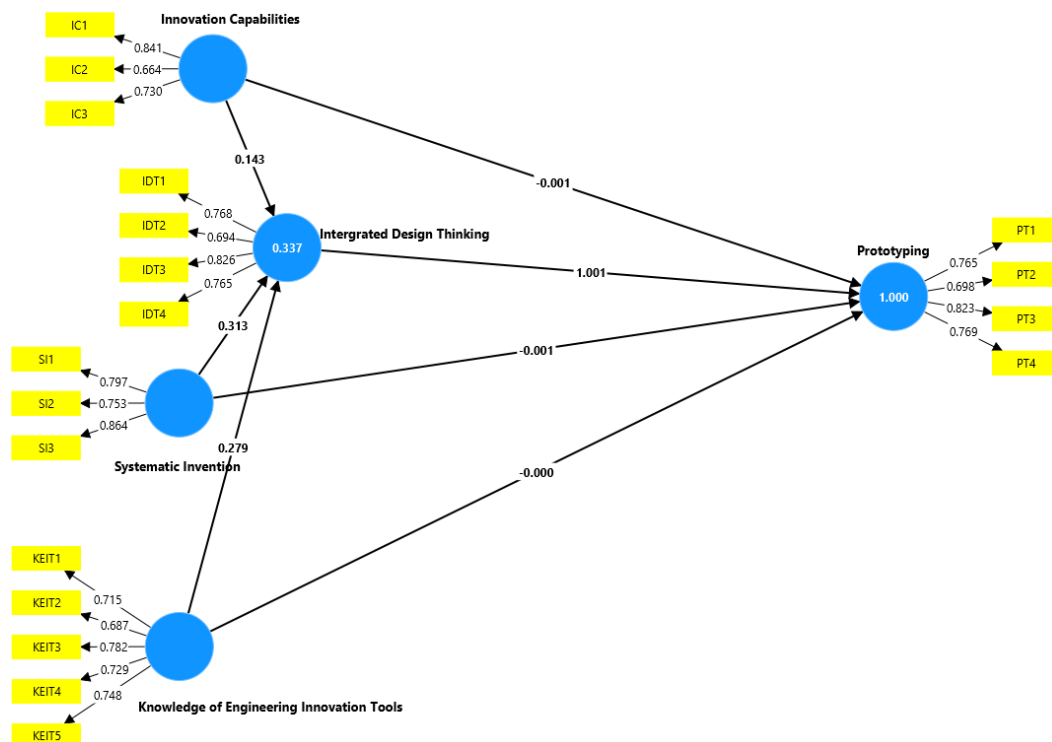 Innovation Capabilities
IC1
0.841
IC2
0.664
IC3
0.730
0.143
-0.001
IDT1
0.768
IDT2
0.694
IDT3
0.826
IDT4
0.765
0.337
Intergrated Design Thinking
1.001
Prototyping
1.000
PT1
0.765
PT2
0.698
PT3
0.823
PT4
0.769
0.313
-0.001
SI1
0.797
SI2
0.753
SI3
0.864
Systematic Invention
0.279
-0.000
KEIT1
0.715
KEIT2
0.687
KEIT3
0.782
KEIT4
0.729
KEIT5
0.748
Knowledge of Engineering Innovation Tools